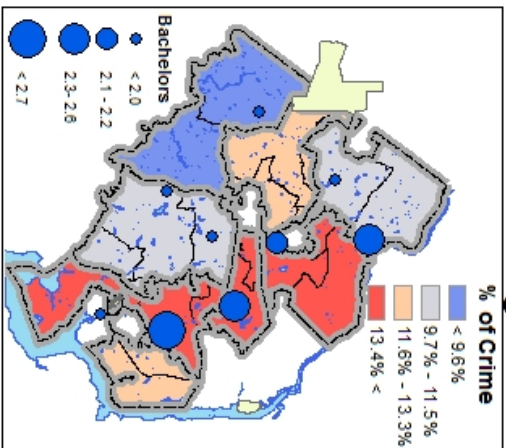 % of Crime
< 9.6%
9.7% - 11.5%
11.6% - 13.3%
13.4% <
Bachelors
< 2.0
2.1 - 2.2
2.3 - 2.6
< 2.7